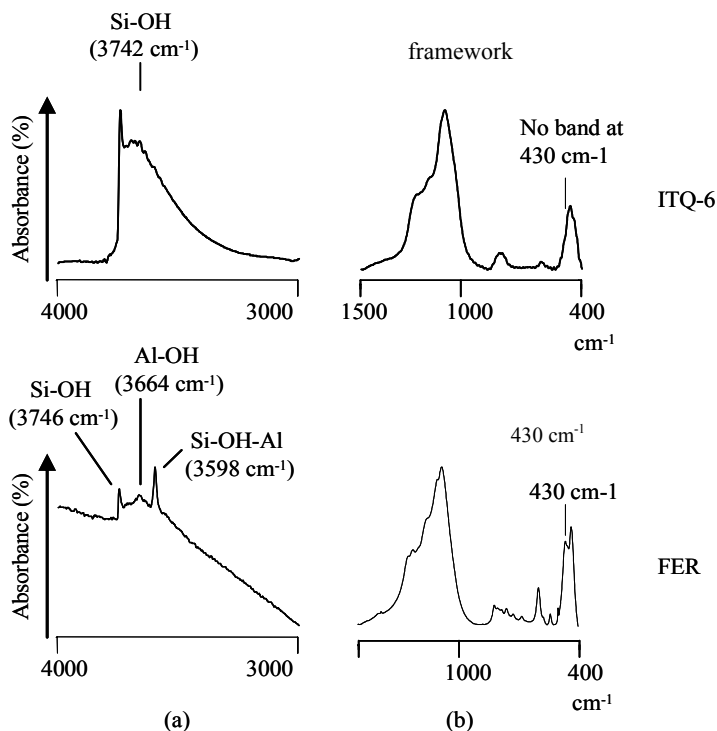 Si-OH
(3742 cm-1)
framework
Absorbance (%)
No band at
430 cm-1
ITQ-6
4000
3000
1500
1000
400
cm-1
Al-OH
(3664 cm-1)
Si-OH
(3746 cm-1)
Si-OH-Al
(3598 cm-1)
430 cm-1
430 cm-1
Absorbance (%)
FER
4000
3000
1000
400
cm-1
(a)
(b)